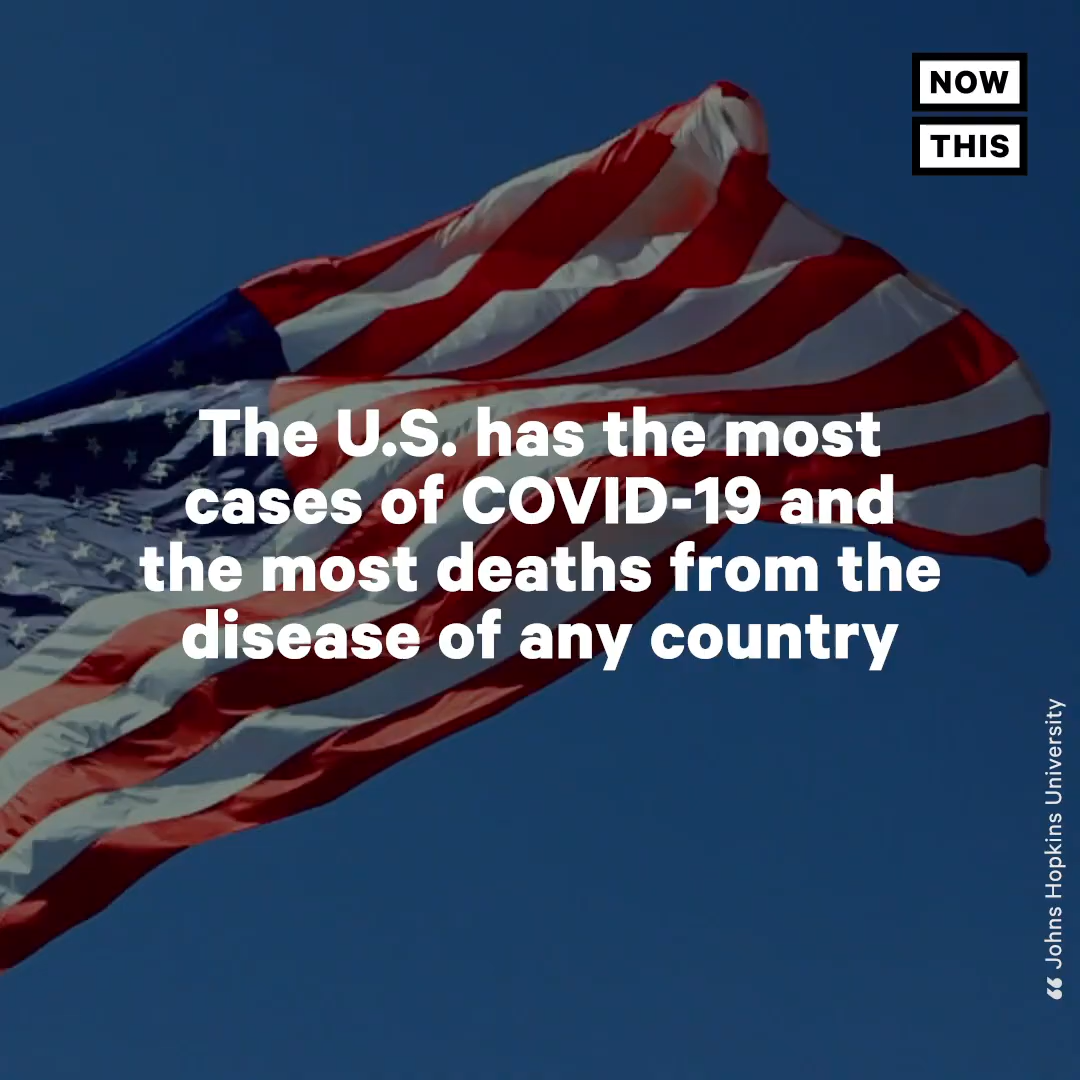 NOW
THIS
The U.S. has the most
cases of COVID-19 and
the most deaths from the
disease of any country
“ Johns Hopkins University